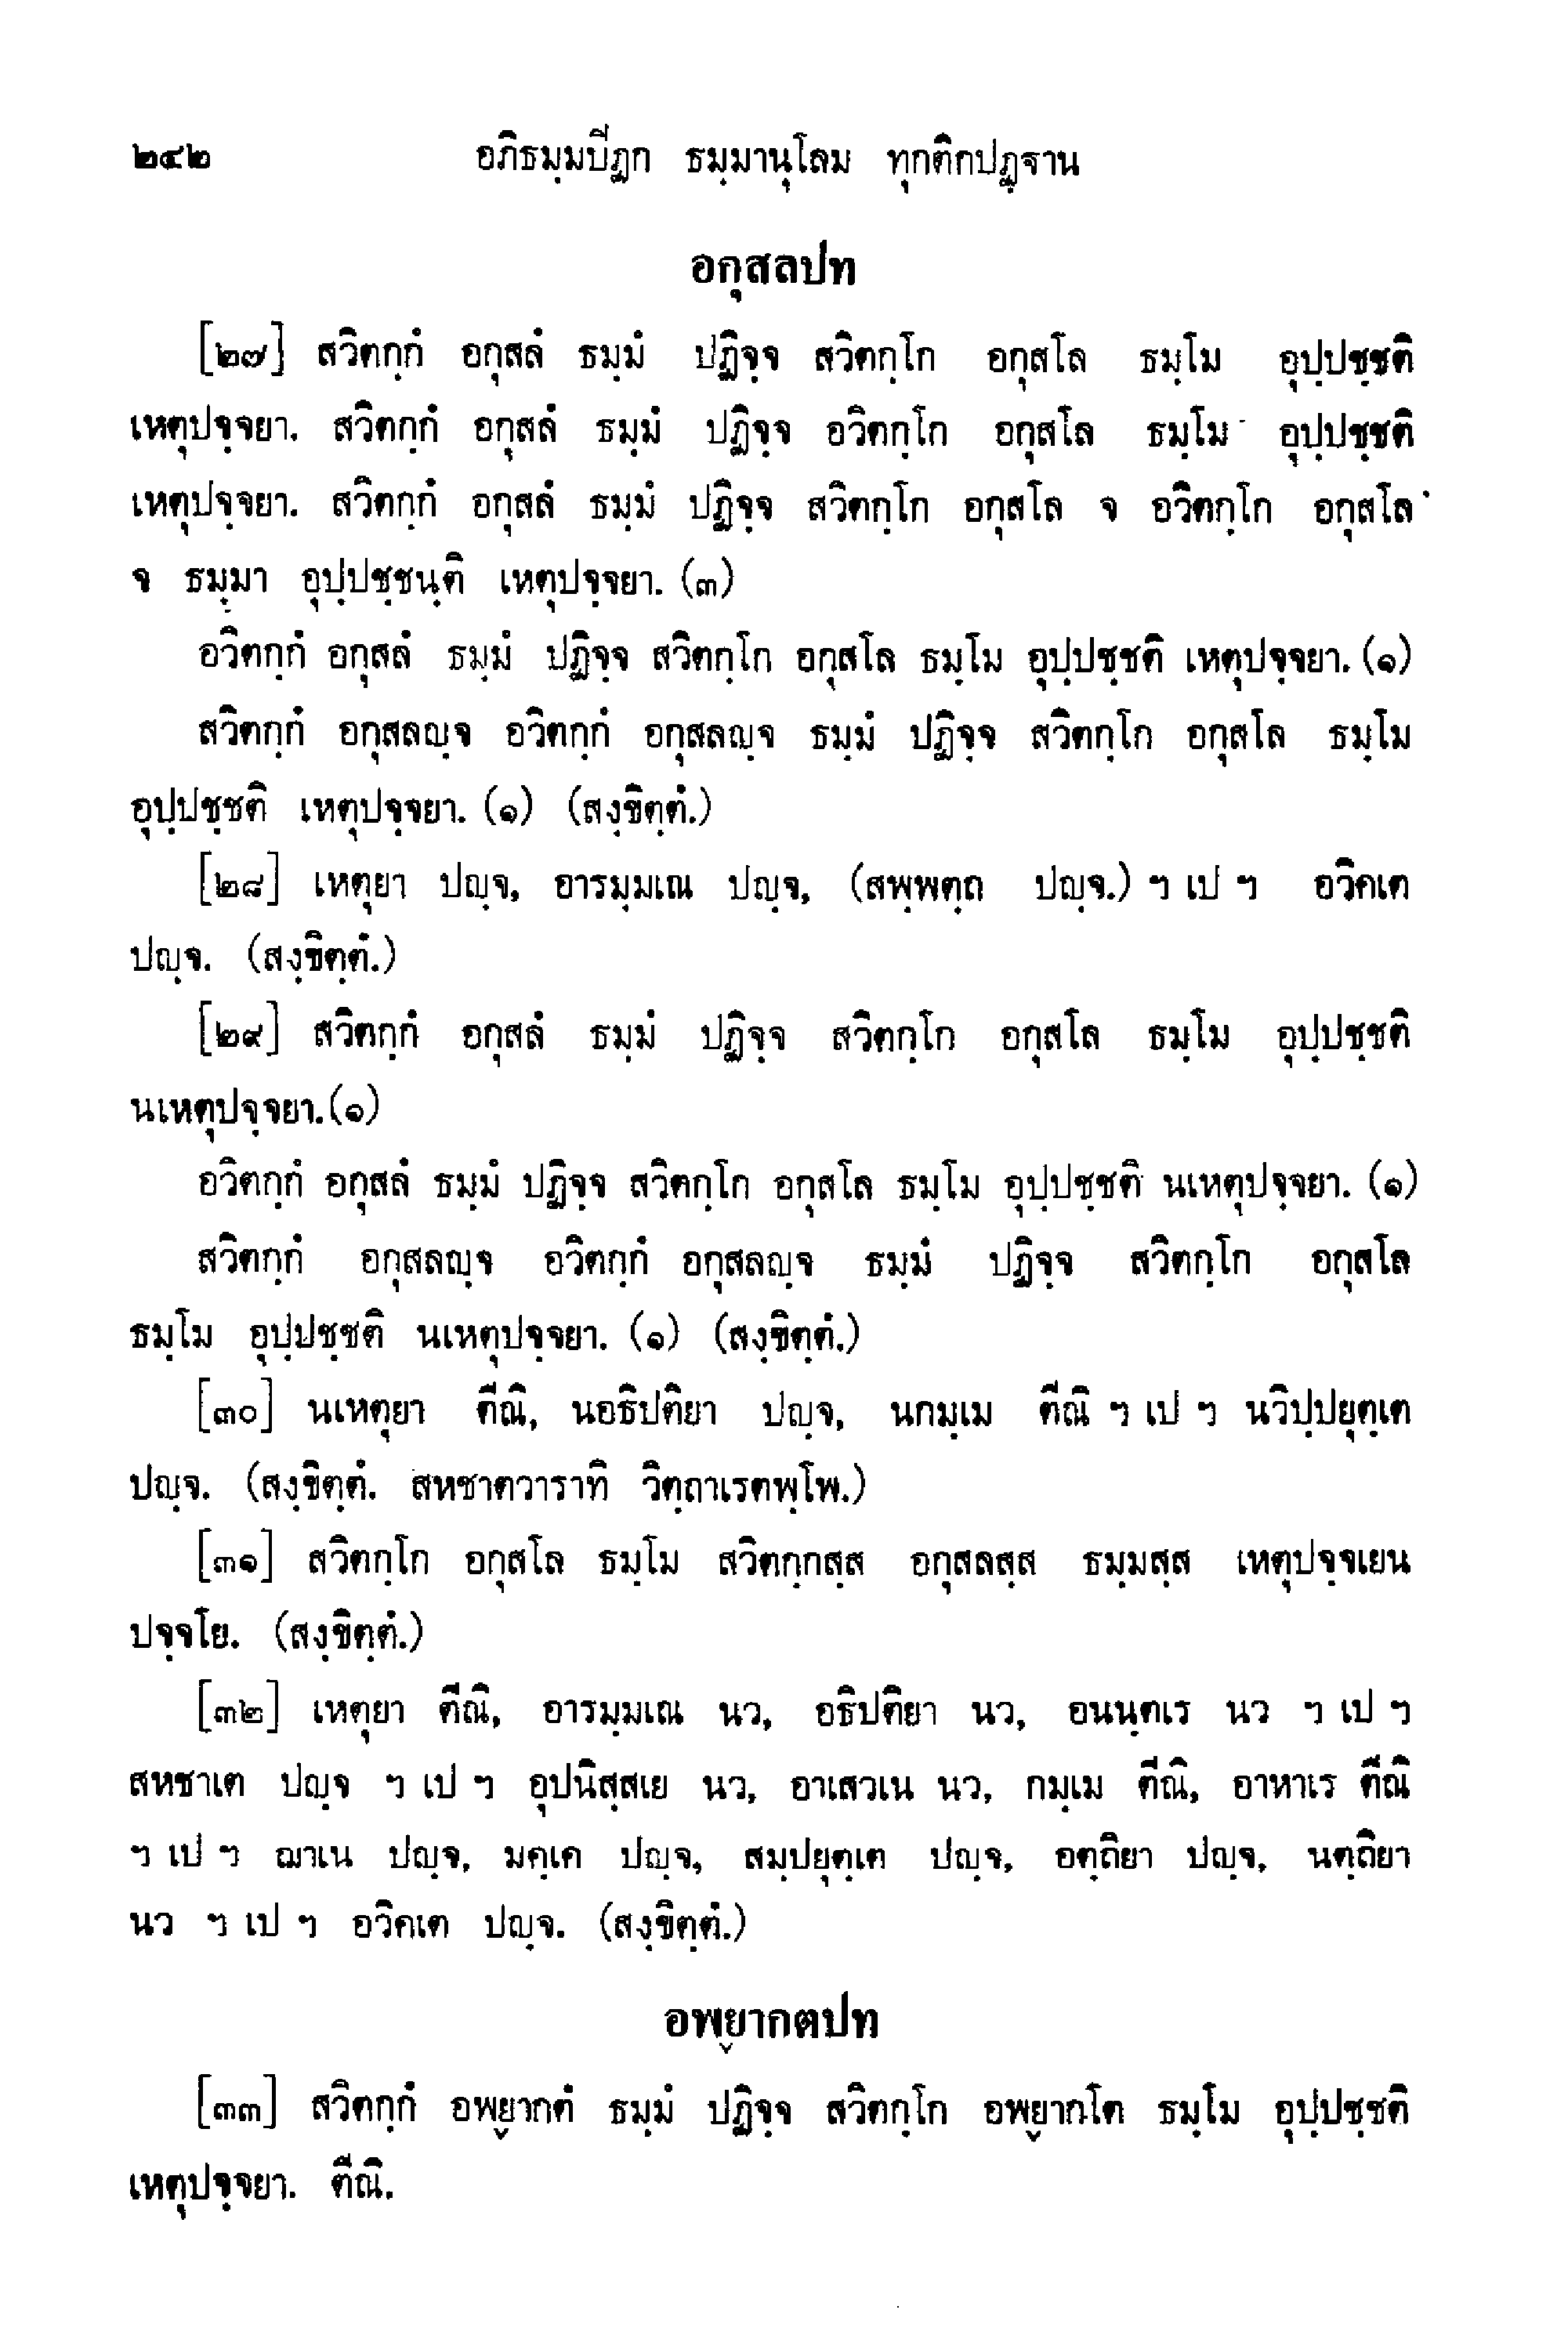 ๒๔๒ อภิธมฺมปีฏก ธมฺมานุโลม ทุกติกปฏฺฐาน
อกุสลปท
[๒๗] สวิตกฺกํ อกุสลํ ธมฺมํ ปฏิจฺจ สวิตกฺโก อกุสโล ธมฺโม อุปฺปชฺชติ
เหตุปจฺจยา. สวิตกฺกํ อกุสลํ ธมฺมํ ปฏิจฺจ อวิตกฺโก อกุสโล ธมฺโม อุปฺปชฺชติ
เหตุปจฺจยา. สวิตกฺกํ อกุสลํ ธมฺมํ ปฏิจฺจ สวิตกฺโก อกุสโล จ อวิตกฺโก อกุสโล
จ ธมฺมา อุปฺปชฺชนฺติ เหตุปจฺจยา. (๓)
อวิตกฺกํ อกุสลํ ธมฺมํ ปฏิจฺจ สวิตกฺโก อกุสโล ธมฺโม อุปฺปชฺชติ เหตุปจฺจยา. (๑)
สวิตกฺกํ อกุสลญฺจ อวิตกฺกํ อกุสลญฺจ ธมฺมํ ปฏิจฺจ สวิตกฺโก อกุสโล ธมฺโม
อุปฺปชฺชติ เหตุปจฺจยา. (๑) (สงฺขิตฺตํ.)
[๒๘] เหตุยา ปญฺจ, อารมฺมเณ ปญฺจ, (สพฺพตฺถ ปญฺจ.) ฯ เป ฯ อวิคเต
ปญฺจ. (สงฺขิตฺตํ.)
[๒๙] สวิตกฺกํ อกุสลํ ธมฺมํ ปฏิจฺจ สวิตกฺโก อกุสโล ธมฺโม อุปฺปชฺชติ
นเหตุปจฺจยา.(๑)
อวิตกฺกํ อกุสลํ ธมฺมํ ปฏิจฺจ สวิตกฺโก อกุสโล ธมฺโม อุปฺปชฺชติ นเหตุปจฺจยา. (๑)
สวิตกฺกํ อกุสลญฺจ อวิตกฺกํ อกุสลญฺจ ธมฺมํ ปฏิจฺจ สวิตกฺโก อกุสโล
ธมฺโม อุปฺปชฺชติ นเหตุปจฺจยา. (๑) (สงฺขิตฺตํ.)
[๓๐] นเหตุยา ตีณิ, นอธิปติยา ปญฺจ, นกมฺเม ตีณิ ฯ เป ฯ นวิปฺปยุตฺเต
ปญฺจ. (สงฺขิตฺตํ. สหชาตวาราทิ วิตฺถาเรตพฺโพ.)
[๓๑] สวิตกฺโก อกุสโล ธมฺโม สวิตกฺกสฺส อกุสลสฺส ธมฺมสฺส เหตุปจฺจเยน
ปจฺจโย. (สงฺขิตฺตํ.)
[๓๒] เหตุยา ตีณิ, อารมฺมเณ นว, อธิปติยา นว, อนนฺตเร นว ฯ เป ฯ
สหชาเต ปญฺจ ฯ เป ฯ อุปนิสฺสเย นว, อาเสวเน นว, กมฺเม ตีณิ, อาหาเร ตีณิ
ฯ เป ฯ ฌาเน ปญฺจ, มคฺเค ปญฺจ, สมฺปยุตฺเต ปญฺจ, อตฺถิยา ปญฺจ, นตฺถิยา
นว ฯ เป ฯ อวิคเต ปญฺจ. (สงฺขิตฺตํ.)
อพฺยากตปท
[๓๓] สวิตกฺกํ อพฺยากตํ ธมฺมํ ปฏิจฺจ สวิตกฺโก อพฺยากโต ธมฺโม อุปฺปชฺชติ
เหตุปจฺจยา. ตีณิ.